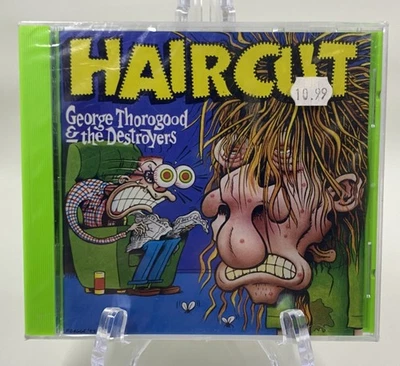 HAIRCUT
10.99
George Thorogood
& the Destroyers